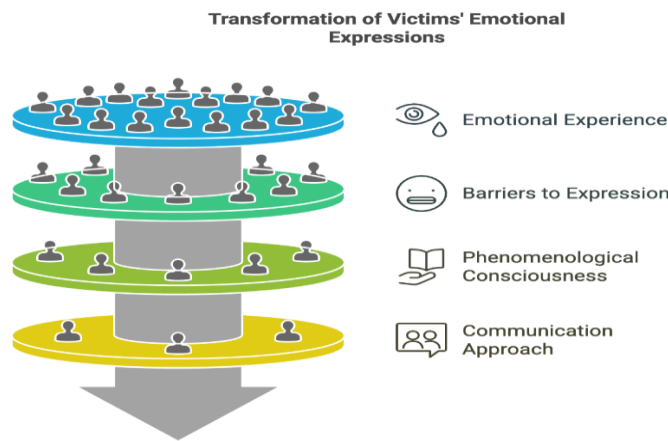 Transformation of Victims' Emotional
Expressions
Emotional Experience
Barriers to Expression
Phenomenological
Consciousness
Communication
Approach